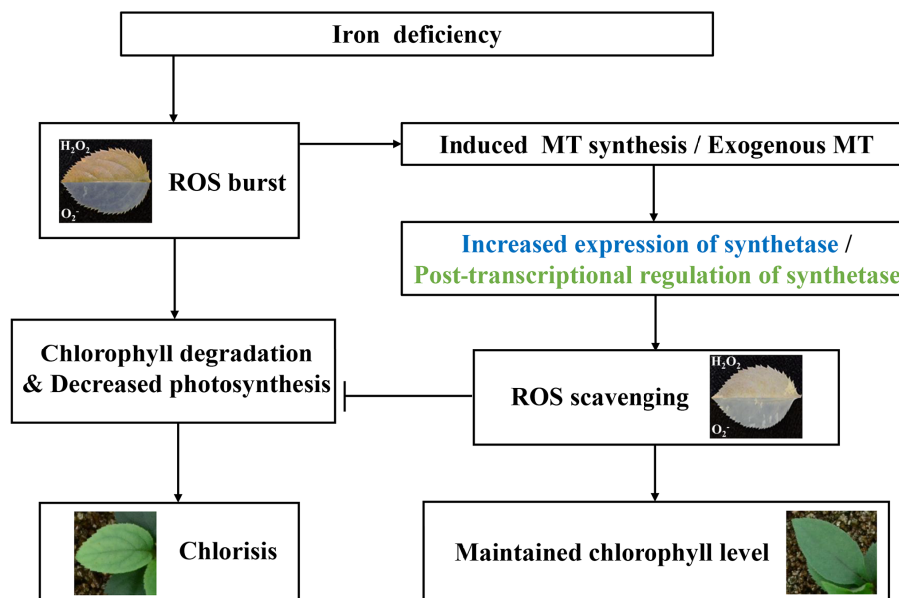 Iron deficiency
H₂O₂
ROS burst
O₂⁻
Induced MT synthesis / Exogenous MT
Increased expression of synthetase /
Post-transcriptional regulation of synthetase
Chlorophyll degradation
& Decreased photosynthesis
H₂O₂
ROS scavenging
O₂⁻
Chlorisis
Maintained chlorophyll level